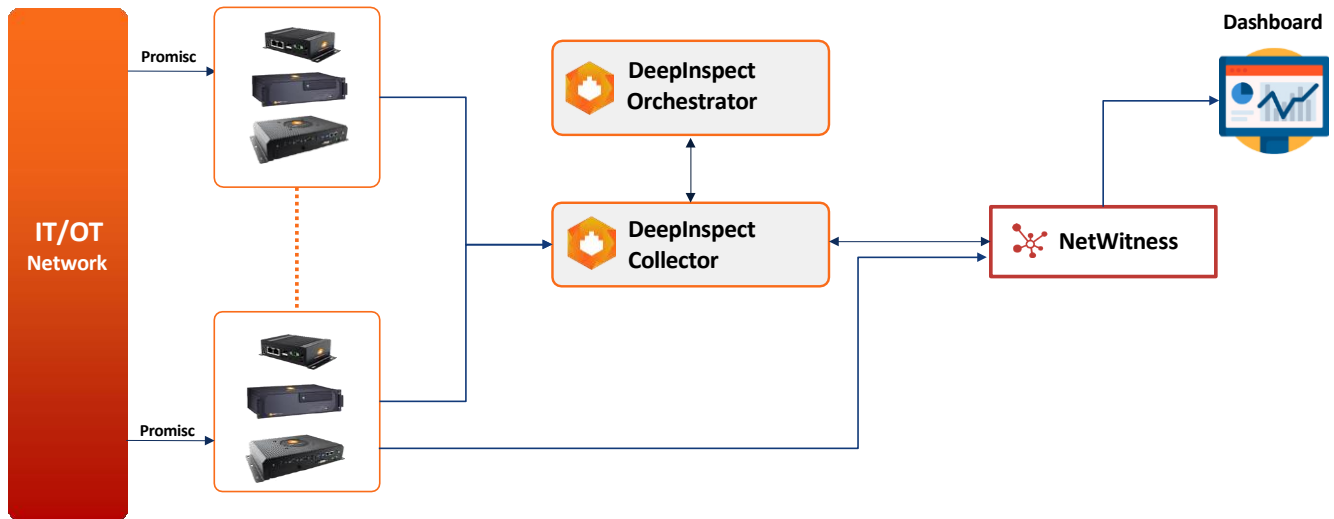 Dashboard
Promisc
DeepInspect
Orchestrator
IT/OT
Network
DeepInspect
Collector
NetWitness
Promisc